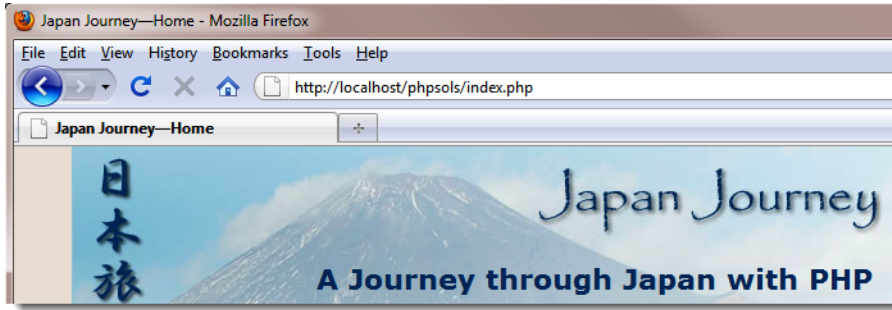 Japan Journey—Home - Mozilla Firefox
File Edit View History Bookmarks Tools Help
http://localhost/phpsols/index.php
Japan Journey—Home
日
本
旅
Japan Journey
A Journey through Japan with PHP